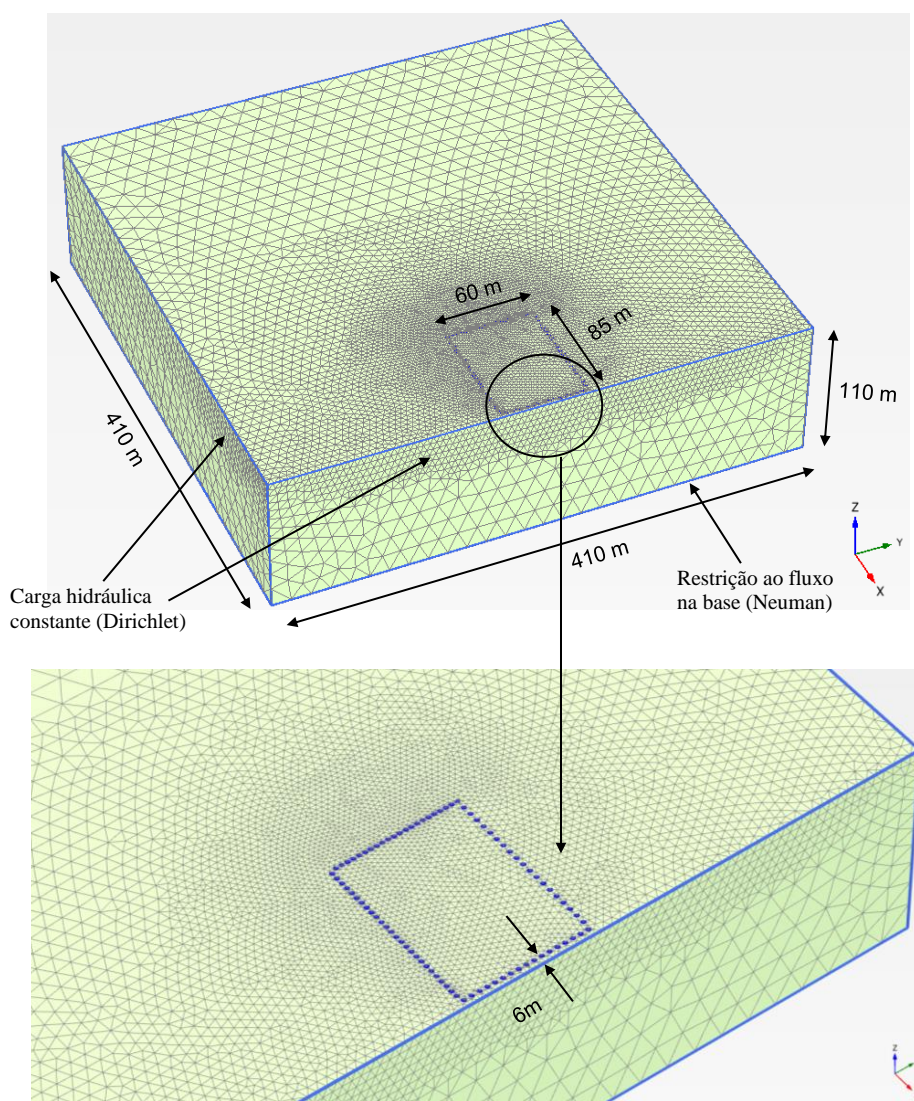 60 m
85 m
110 m
410 m
410 m
Z
Y
X
Carga hidráulica
constante (Dirichlet)
Restrição ao fluxo
na base (Neuman)
6m
z